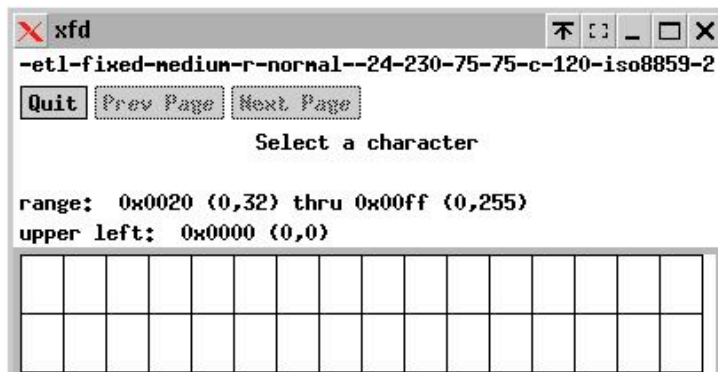 xfd
-etl-fixed-medium-r-normal--24-230-75-75-c-120-iso8859-2
Quit Prev Page Next Page
Select a character
range: 0x0020 (0,32) thru 0x00ff (0,255)
upper left: 0x0000 (0,0)